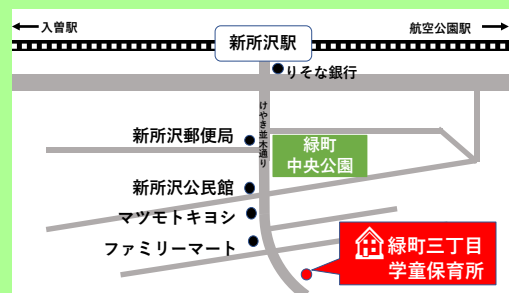 入曽駅
航空公園駅
新所沢駅
りそな銀行
けやき並木通り
新所沢郵便局
緑町
中央公園
新所沢公民館
マツモトキヨシ
ファミリーマート
緑町三丁目
学童保育所